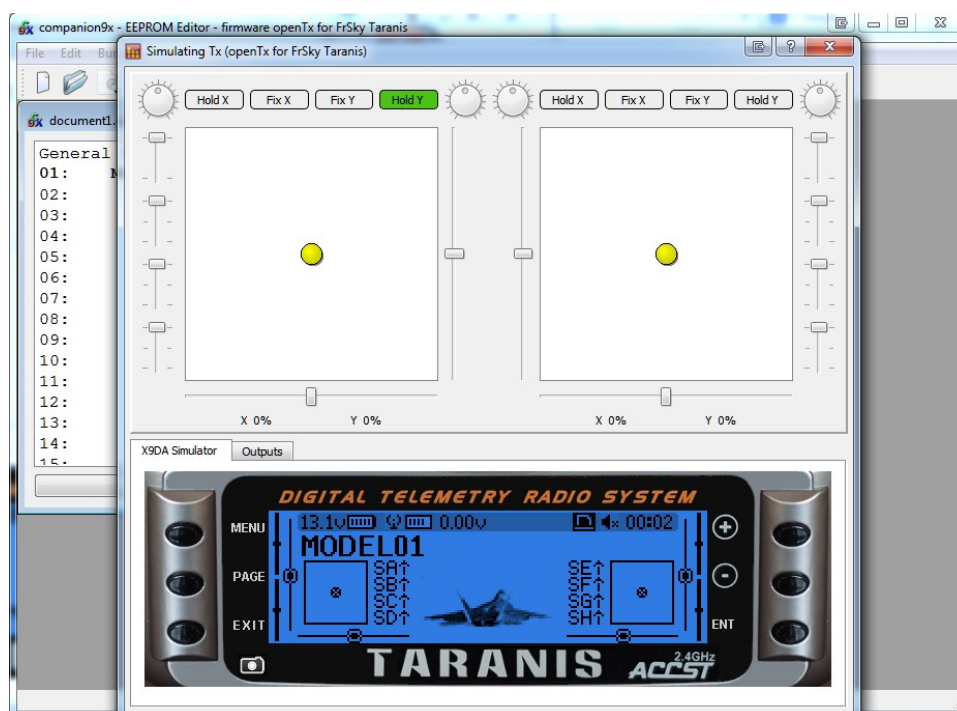 companion9x - EEPROM Editor - firmware openTx for FrSky Taranis
File Edit
Simulating Tx (openTx for FrSky Taranis)
document1.
General
01:
02:
03:
04:
05:
06:
07:
08:
09:
10:
11:
12:
13:
14:
15:
Hold X Fix X Fix Y Hold Y Hold X Fix X Fix Y Hold Y
X 0% Y 0% X 0% Y 0%
X9DA Simulator Outputs
DIGITAL TELEMETRY RADIO SYSTEM
MENU 13.1v 0.00v 00:02
MODEL01
PAGE SA↑ SE↑
SB↑ SF↑
SC↑ SG↑
EXIT SD↑ SH↑ ENT
TARANIS ACCST 2.4GHz